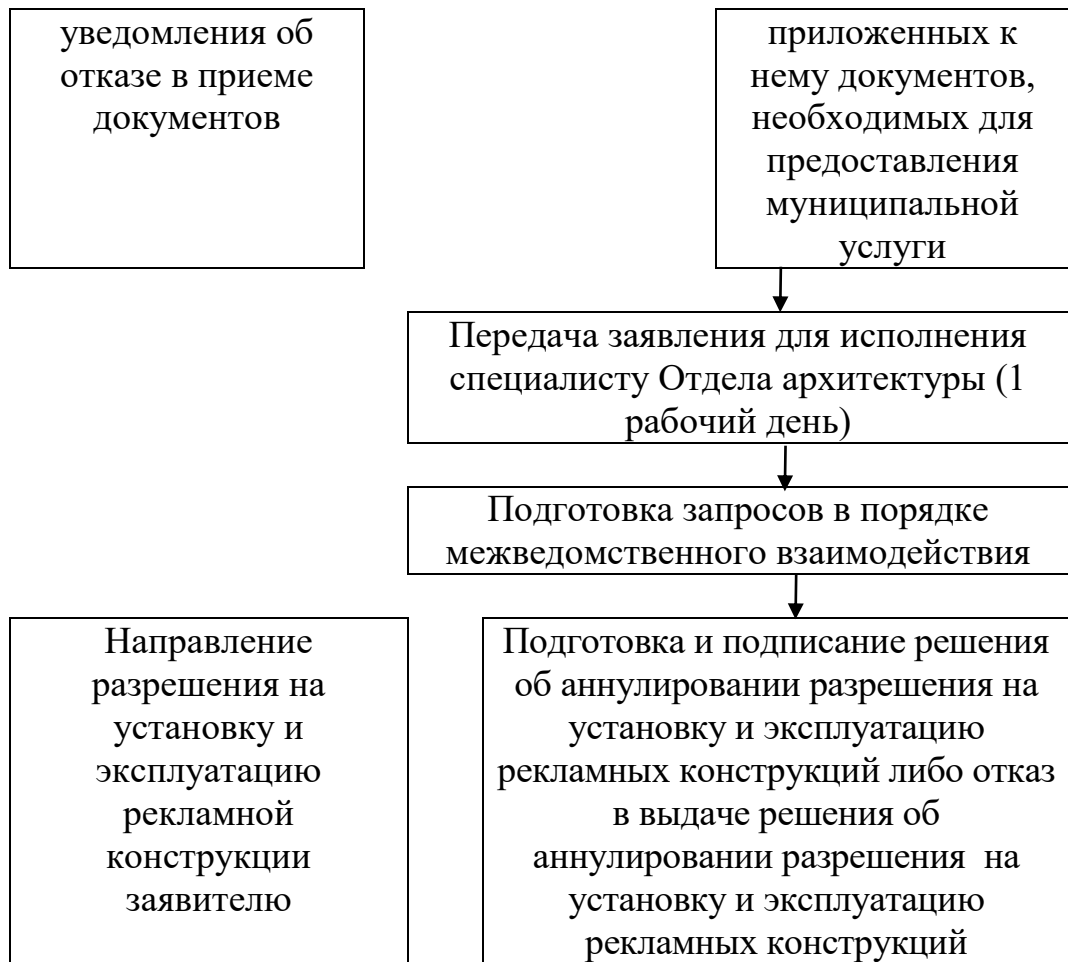 уведомления об
отказе в приеме
документов
приложенных к
нему документов,
необходимых для
предоставления
муниципальной
услуги
Передача заявления для исполнения
специалисту Отдела архитектуры (1
рабочий день)
Подготовка запросов в порядке
межведомственного взаимодействия
Направление
разрешения на
установку и
эксплуатацию
рекламной
конструкции
заявителю
Подготовка и подписание решения
об аннулировании разрешения на
установку и эксплуатацию
рекламных конструкций либо отказ
в выдаче решения об
аннулировании разрешения на
установку и эксплуатацию
рекламных конструкций